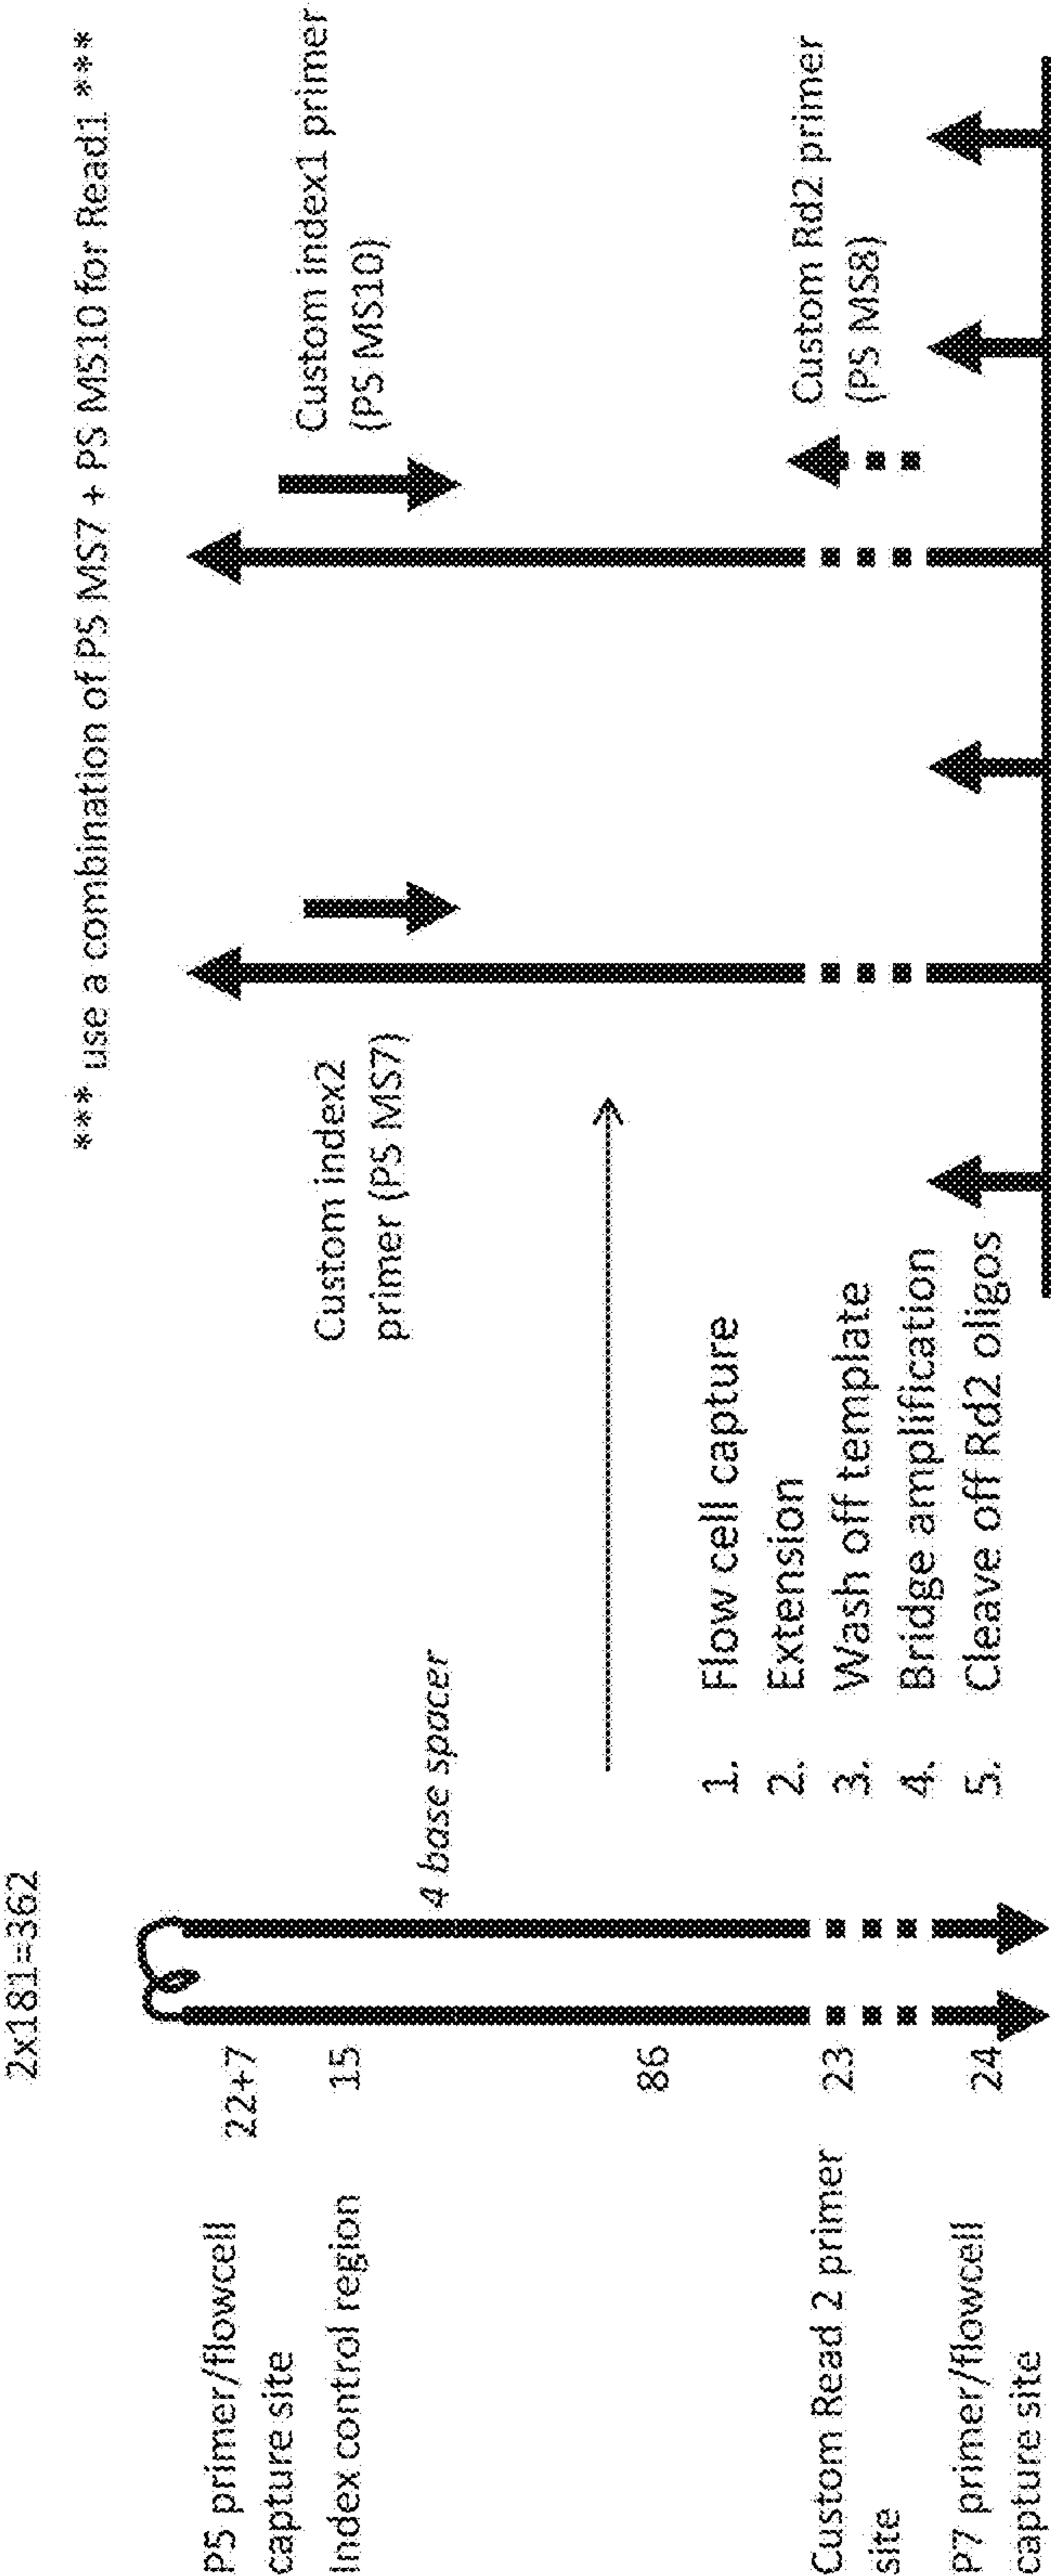 2x181=362
*** use a combination of PS MS7 + PS MS10 for Read1 ***
P5 primer/flowcell
capture site
22+7
Index control region
15
4 base spacer
86
Custom Read 2 primer
site
23
P7 primer/flowcell
capture site
24
1. Flow cell capture
2. Extension
3. Wash off template
4. Bridge amplification
5. Cleave off Rd2 oligos
Custom index2
primer (PS MS7)
Custom index1 primer
(PS MS10)
Custom Rd2 primer
(PS MS8)